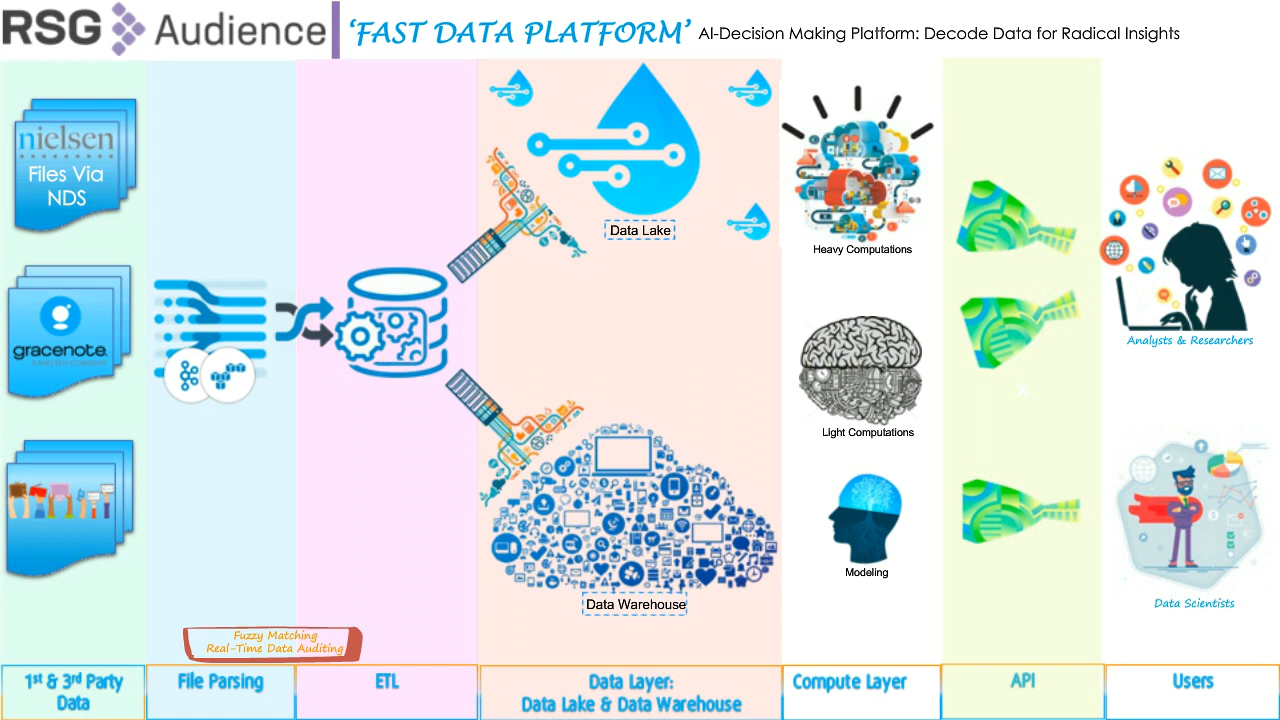 RSG Audience
‘FAST DATA PLATFORM’
AI-Decision Making Platform: Decode Data for Radical Insights
nielsen
Files Via
NDS
gracenote.
Data Lake
Data Warehouse
Heavy Computations
Light Computations
Modeling
Analysts & Researchers
Data Scientists
Fuzzy Matching
Real-Time Data Auditing
1st & 3rd Party
Data
File Parsing
ETL
Data Layer:
Data Lake & Data Warehouse
Compute Layer
API
Users